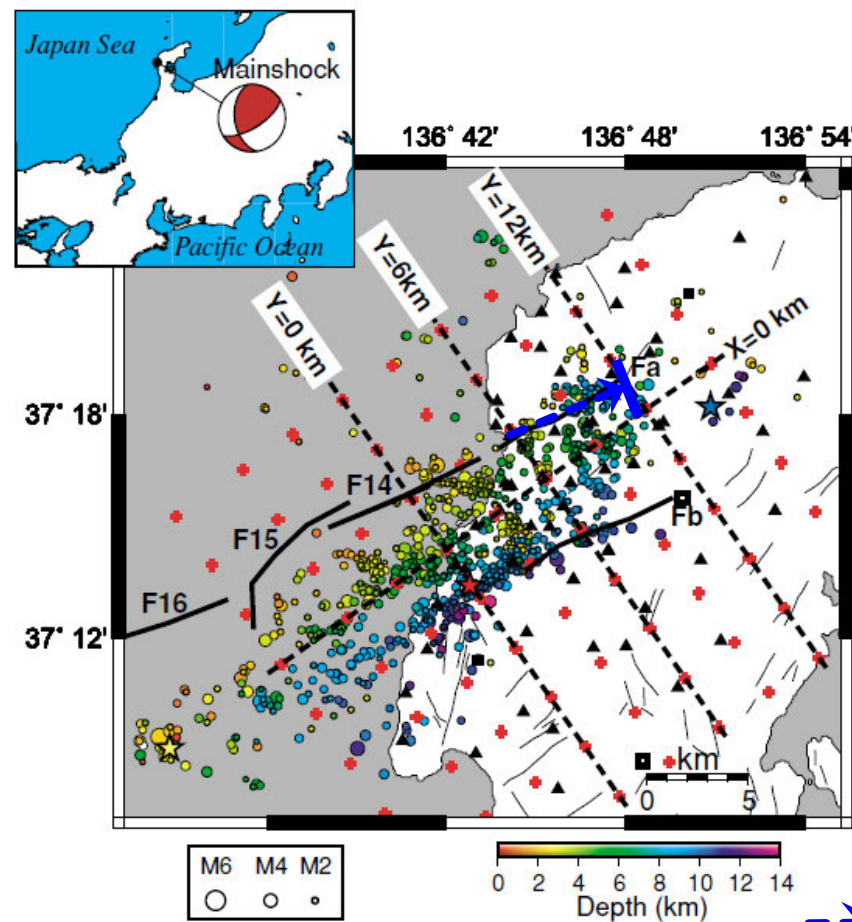 Japan Sea
Mainshock
Pacific Ocean
136° 42'
136° 48'
136° 54'
Y=12km
Y=6km
Y=0 km
X=0 km
Fa
37° 18'
F14
F15
Fb
F16
37° 12'
km
0 5
M6 M4 M2
0 2 4 6 8 10 12 14
Depth (km)